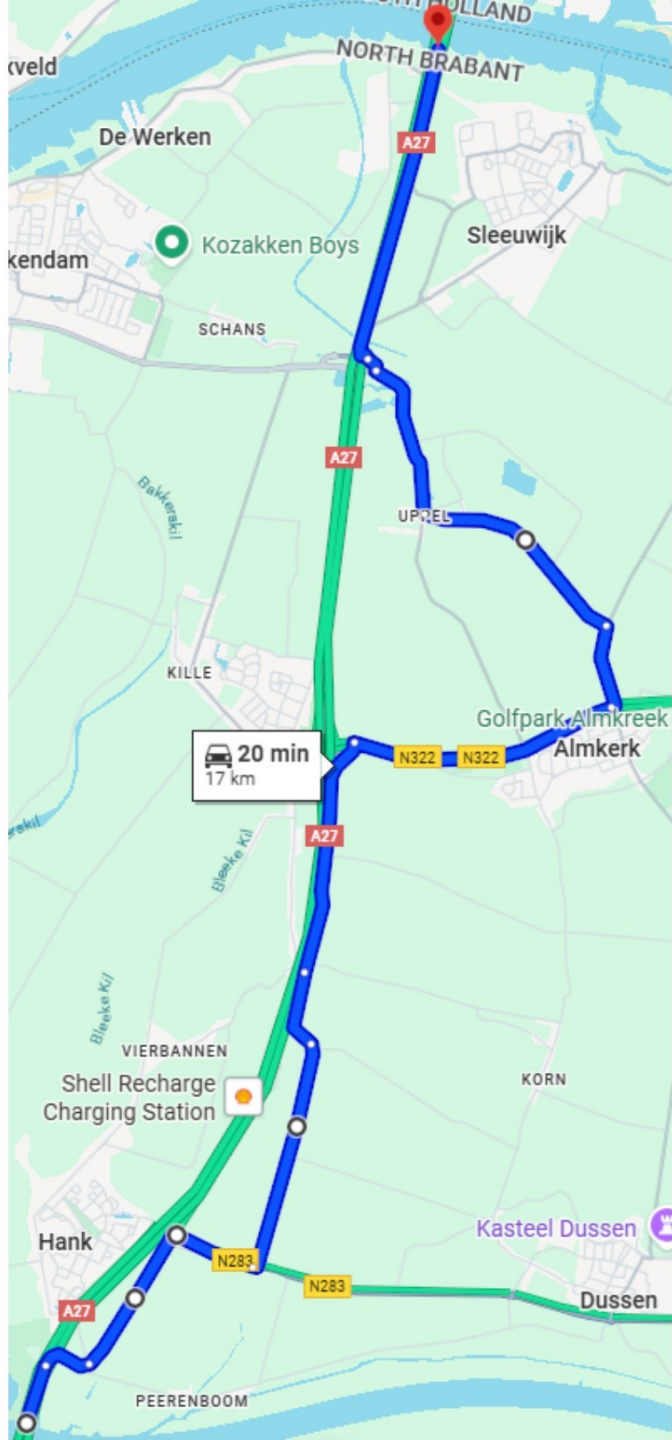 HOLLAND
NORTH BRABANT
xveld
De Werken
A27
Sleeuwijk
Kozakken Boys
kendam
SCHANS
A27
Bakkerskil
UPPEL
KILLE
Golfpark Almkreek
Almkerk
20 min
17 km
N322
N322
A27
Bleeke Kil
Bleeke Kil
VIERBANNEN
Shell Recharge
Charging Station
KORN
Kasteel Dussen
Hank
N283
N283
Dussen
A27
PEERENBOOM